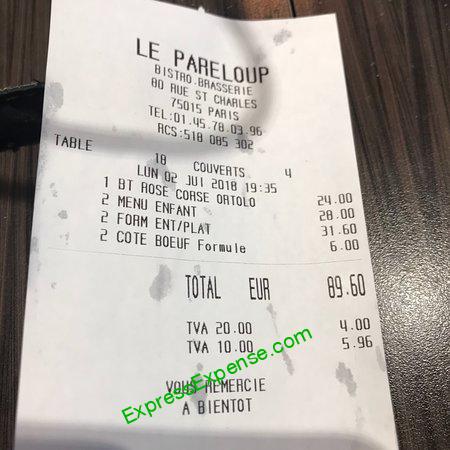 LE PARELOUP
BISTRO.BRASSERIE
80 RUE ST CHARLES
75015 PARIS
TEL:01.45.78.03.96
RCS:518 085 302
TABLE 18 COUVERTS 4
LUN 02 JUI 2018 19:35
1 BT ROSE CORSE ORTOLO 24.00
2 MENU ENFANT 28.00
2 FORM ENT/PLAT 31.60
2 COTE BOEUF Formule 6.00
TOTAL EUR 89.60
TVA 20.00 4.00
TVA 10.00 5.96
VOUS REMERCIE
A BIENTOT
ExpressExpense.com